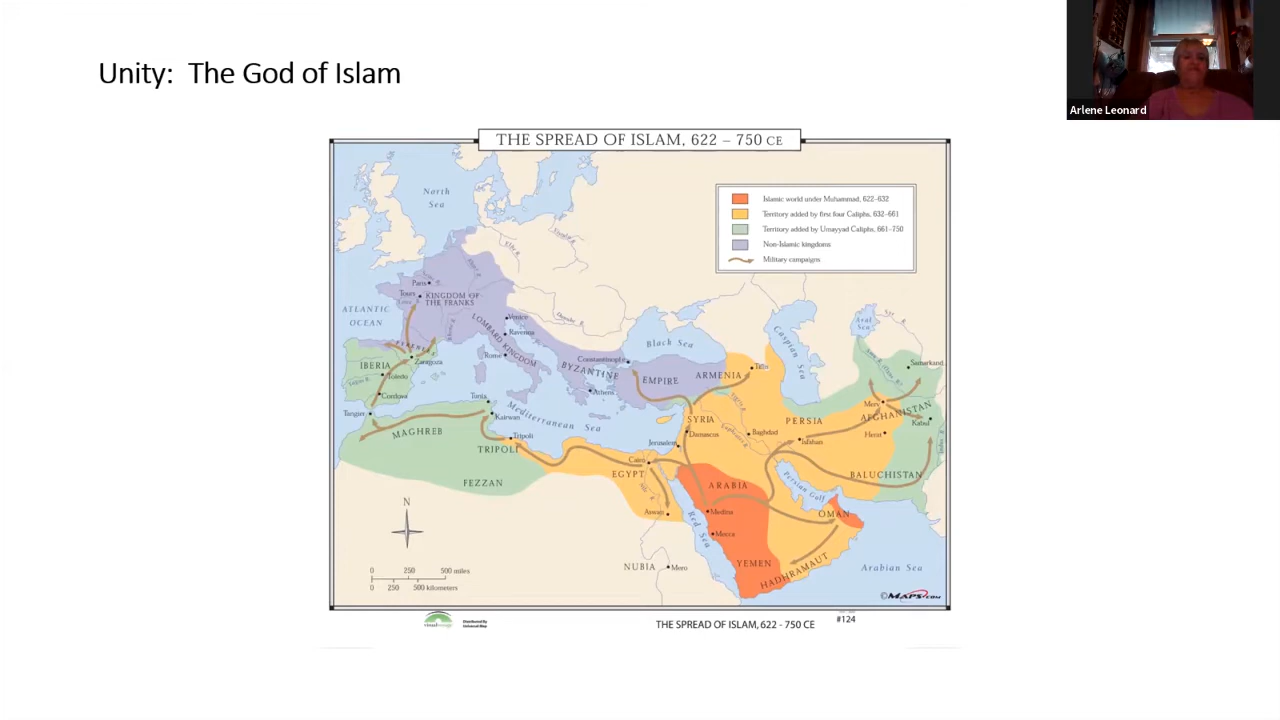 Unity: The God of Islam
Arlene Leonard
THE SPREAD OF ISLAM, 622 – 750 CE
Islamic world under Muhammad, 622-632
Territory added by first four Caliphs, 632-661
Territory added by Umayyad Caliphs, 661-750
Non-Islamic kingdoms
Military campaigns
North
Sea
Elbe R.
Paris
Tours
KINGDOM OF
THE FRANKS
ATLANTIC
OCEAN
LOMBARD KINGDOM
Venice
Ravenna
Danube R.
Black Sea
Caspian Sea
Aral
Sea
Rome
Constantinople
BYZANTINE
EMPIRE
ARMENIA
Tiflis
Samarkand
IBERIA
Zaragoza
Toledo
Cordova
Athens
Tangier
Tunis
Kairwan
Mediterranean Sea
SYRIA
Damascus
Baghdad
PERSIA
Isfahan
Merv
AFGHANISTAN
Kabul
Herat
MAGHREB
Tripoli
TRIPOLI
Jerusalem
Cairo
EGYPT
FEZZAN
Persian Gulf
BALUCHISTAN
ARABIA
Aswan
Red Sea
Medina
Mecca
OMAN
N
NUBIA
Mero
YEMEN
HADHRAMAUT
Arabian Sea
0 250 500 miles
0 250 500 kilometers
©MAPS.COM
Distributed By
Universal Map
THE SPREAD OF ISLAM, 622 - 750 CE
#124